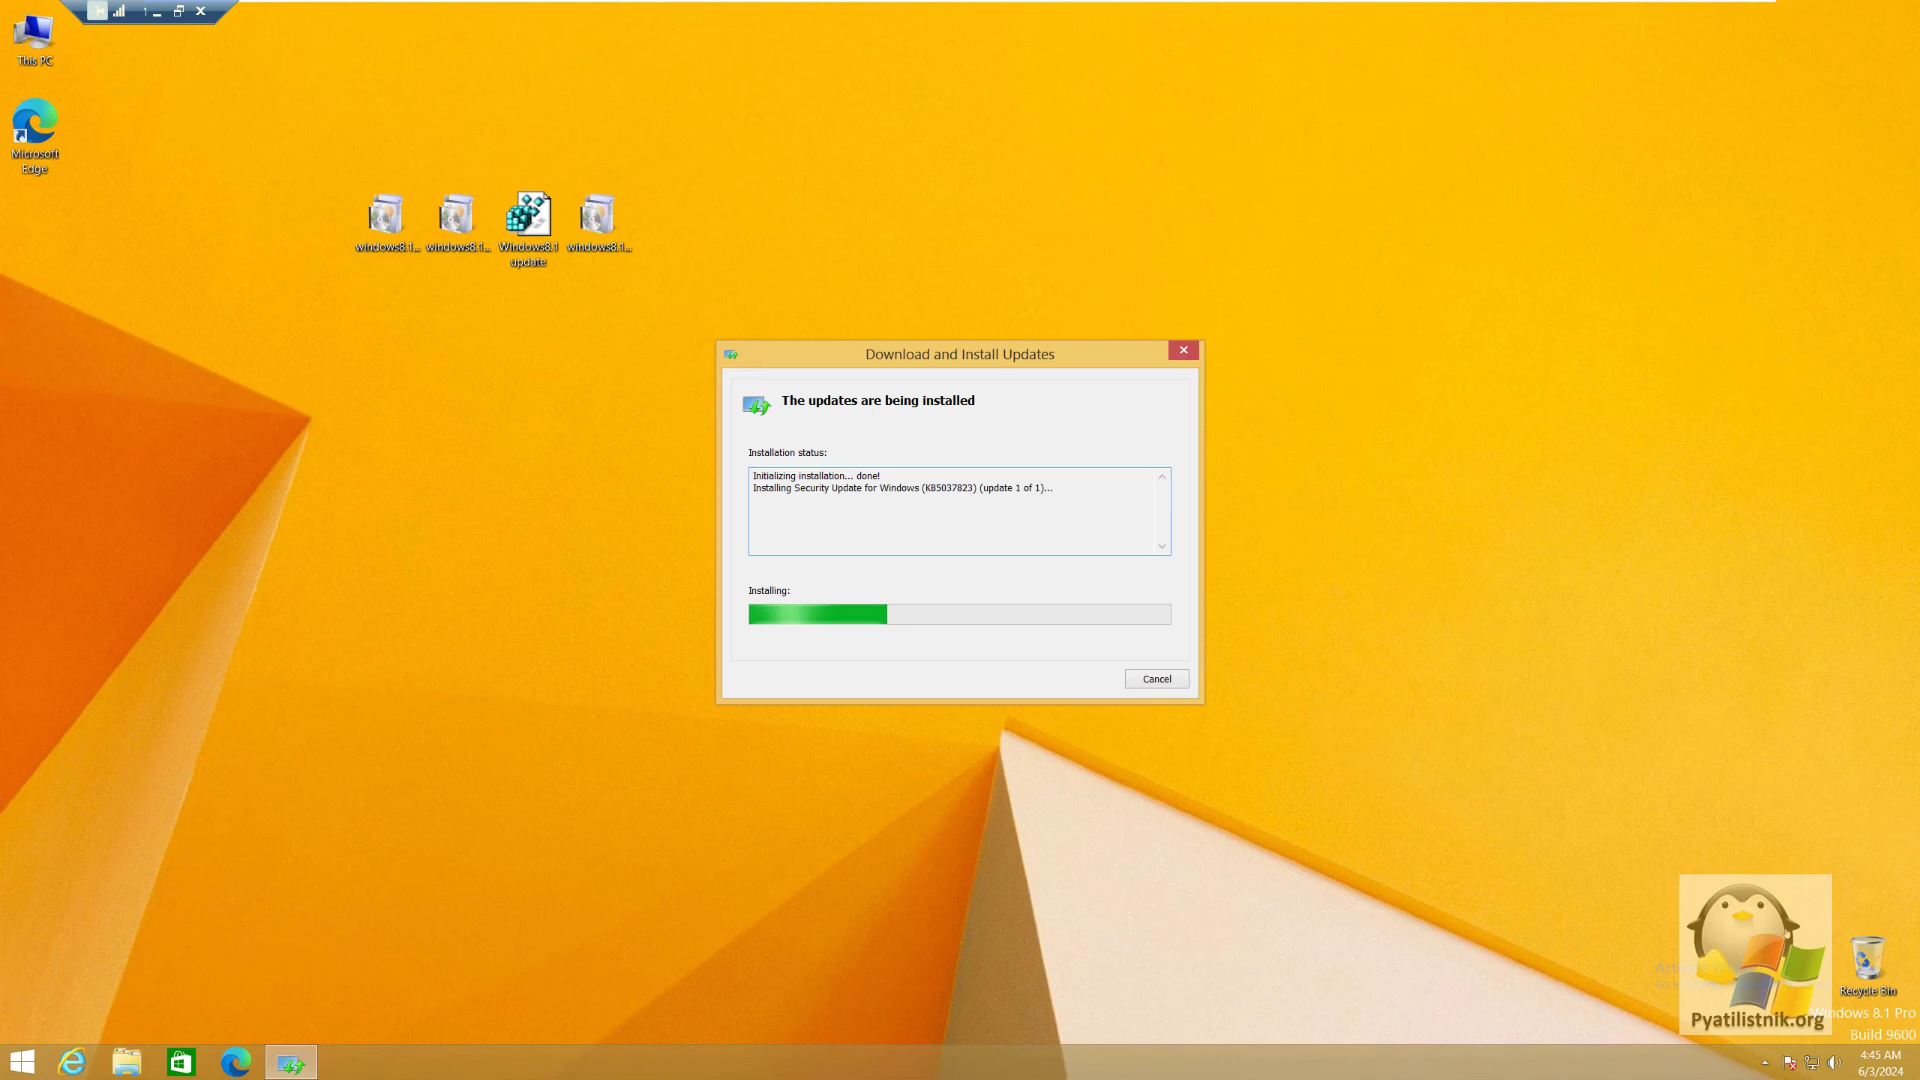 This PC
Microsoft
Edge
windows8.1...
windows8.1...
Windows8.1
update
windows8.1...
Download and Install Updates
The updates are being installed
Installation status:
Initializing installation... done!
Installing Security Update for Windows (KB5037823) (update 1 of 1)...
Installing:
Cancel
Recycle Bin
Pyatilistnik.org
Windows 8.1 Pro
Build 9600
4:45 AM
6/3/2024